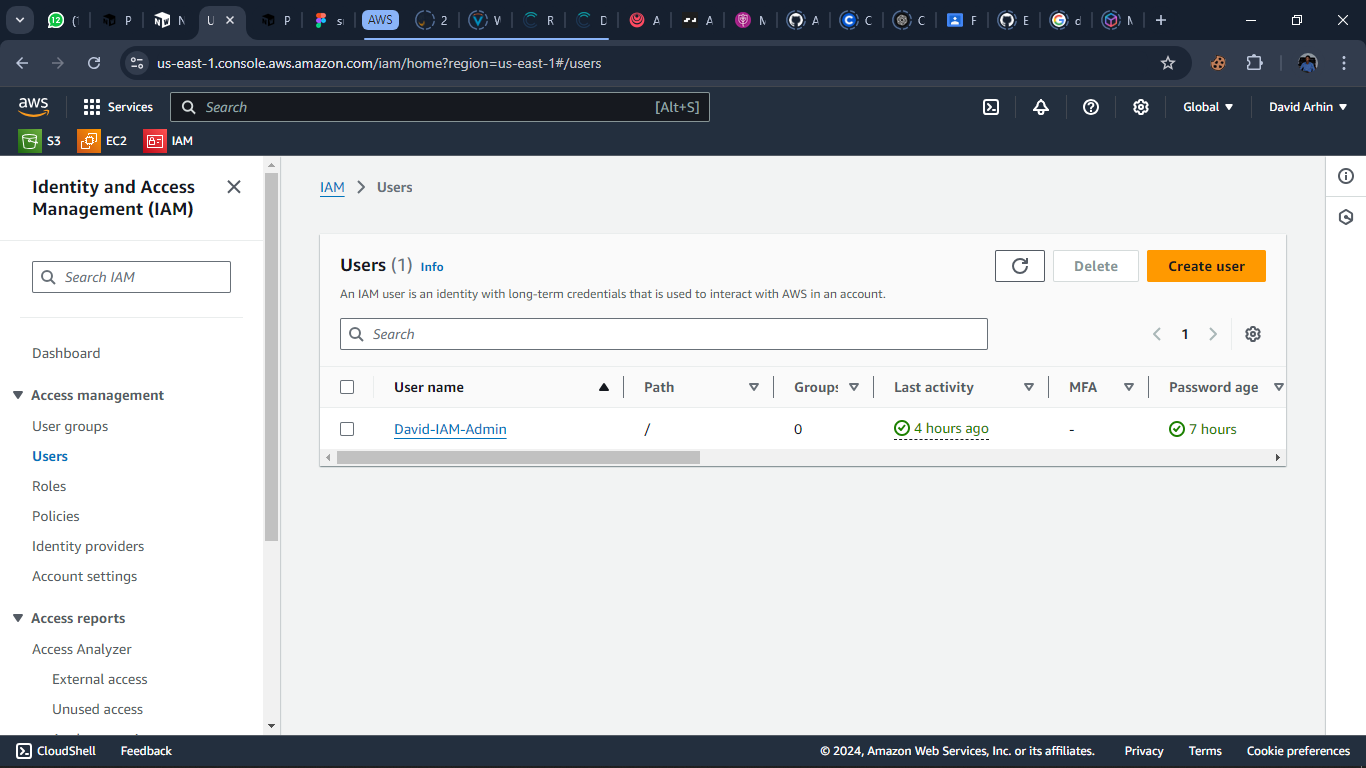 12 ( P N U P s AWS 2 V R D A A M A C C F E d M
us-east-1.console.aws.amazon.com/iam/home?region=us-east-1#/users
aws Services Search [Alt+S] Global David Arhin
S3 EC2 IAM
Identity and Access
Management (IAM)
Search IAM
Dashboard
Access management
User groups
Users
Roles
Policies
Identity providers
Account settings
Access reports
Access Analyzer
External access
Unused access
IAM > Users
Users (1) Info
Delete
Create user
An IAM user is an identity with long-term credentials that is used to interact with AWS in an account.
Search
1
User name Path Groups Last activity MFA Password age
David-IAM-Admin / 0 4 hours ago - 7 hours
CloudShell Feedback © 2024, Amazon Web Services, Inc. or its affiliates. Privacy Terms Cookie preferences